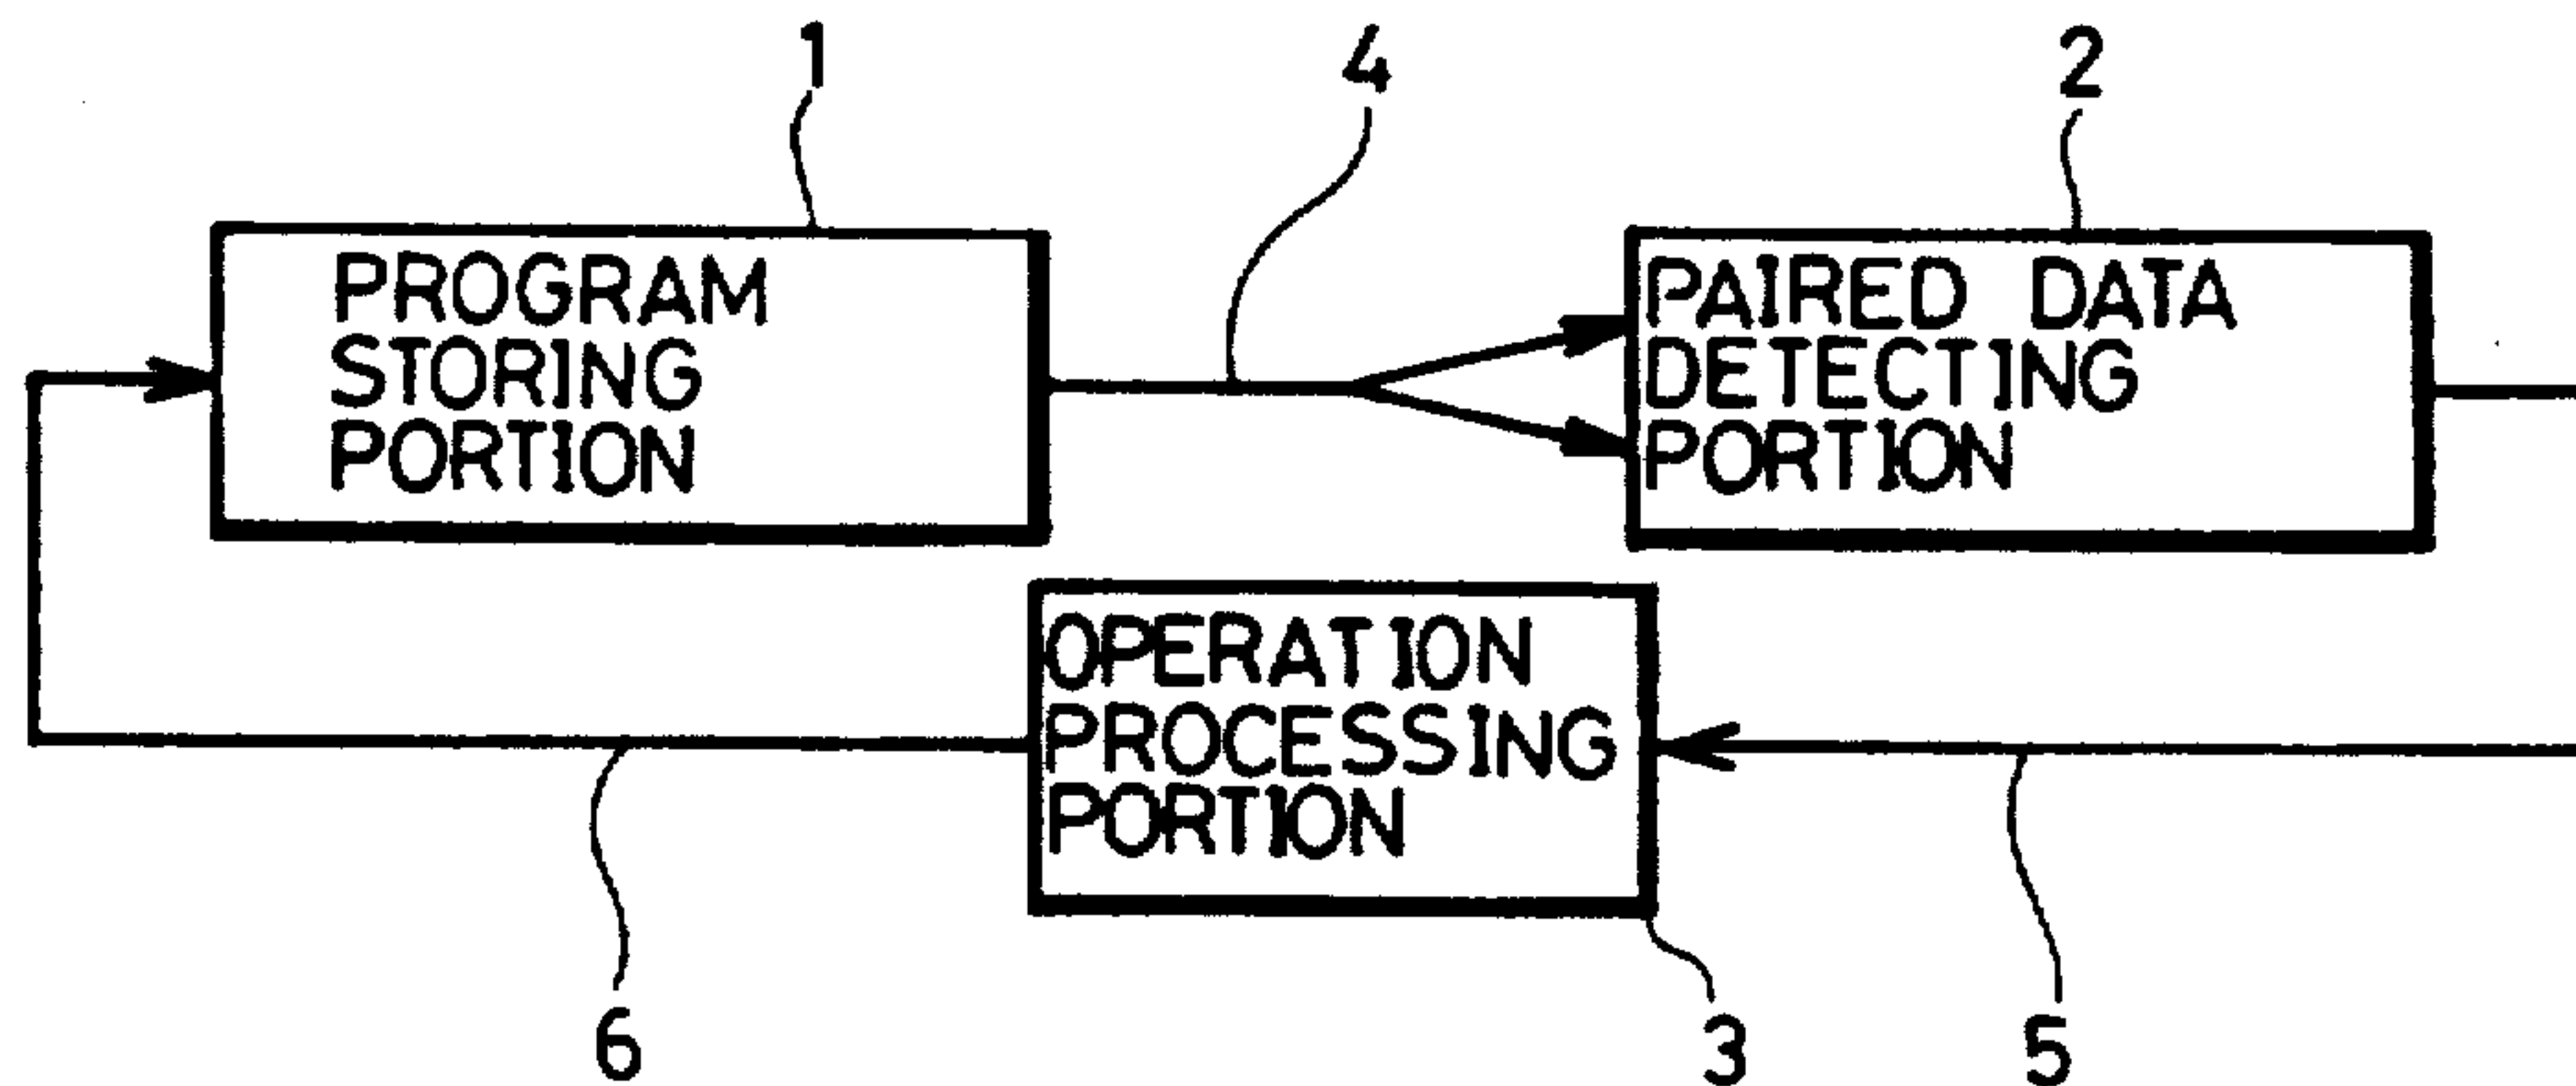 1
4
2
PROGRAM
STORING
PORTION
PAIRED DATA
DETECTING
PORTION
OPERATION
PROCESSING
PORTION
6
3
5